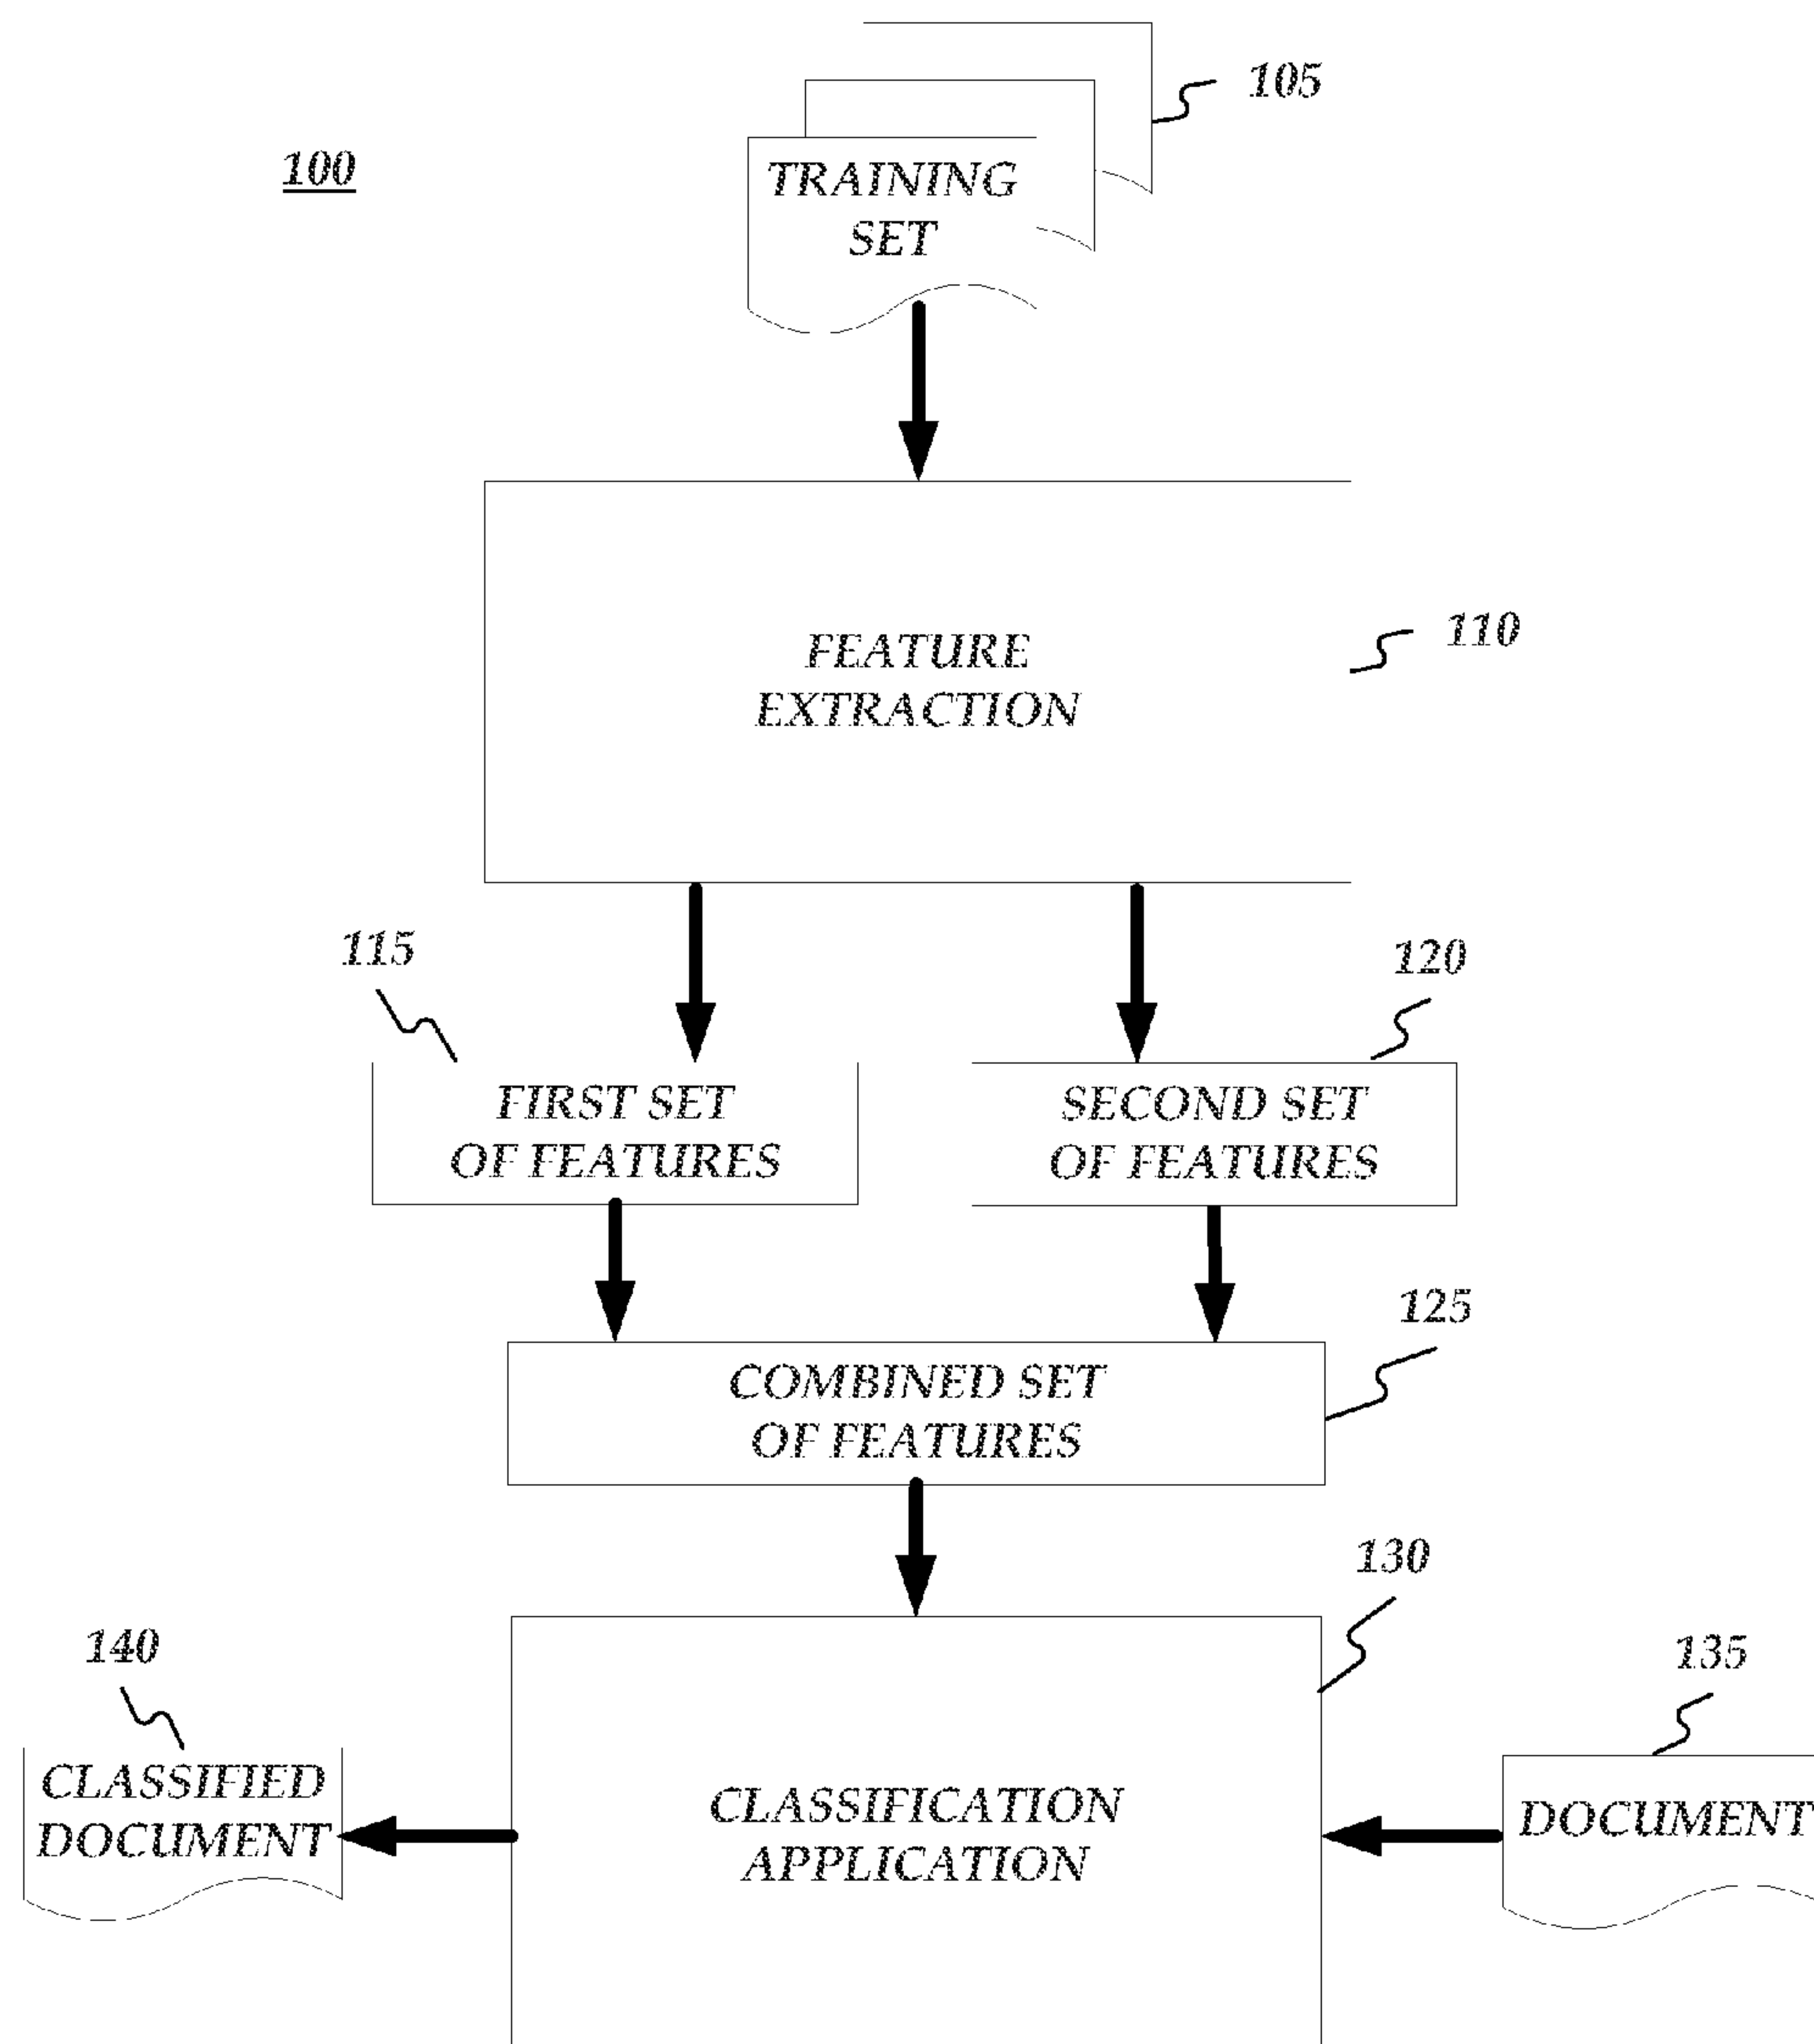 105
100
TRAINING
SET
110
FEATURE
EXTRACTION
115
120
FIRST SET
OF FEATURES
SECOND SET
OF FEATURES
125
COMBINED SET
OF FEATURES
130
140
135
CLASSIFIED
DOCUMENT
CLASSIFICATION
APPLICATION
DOCUMENT